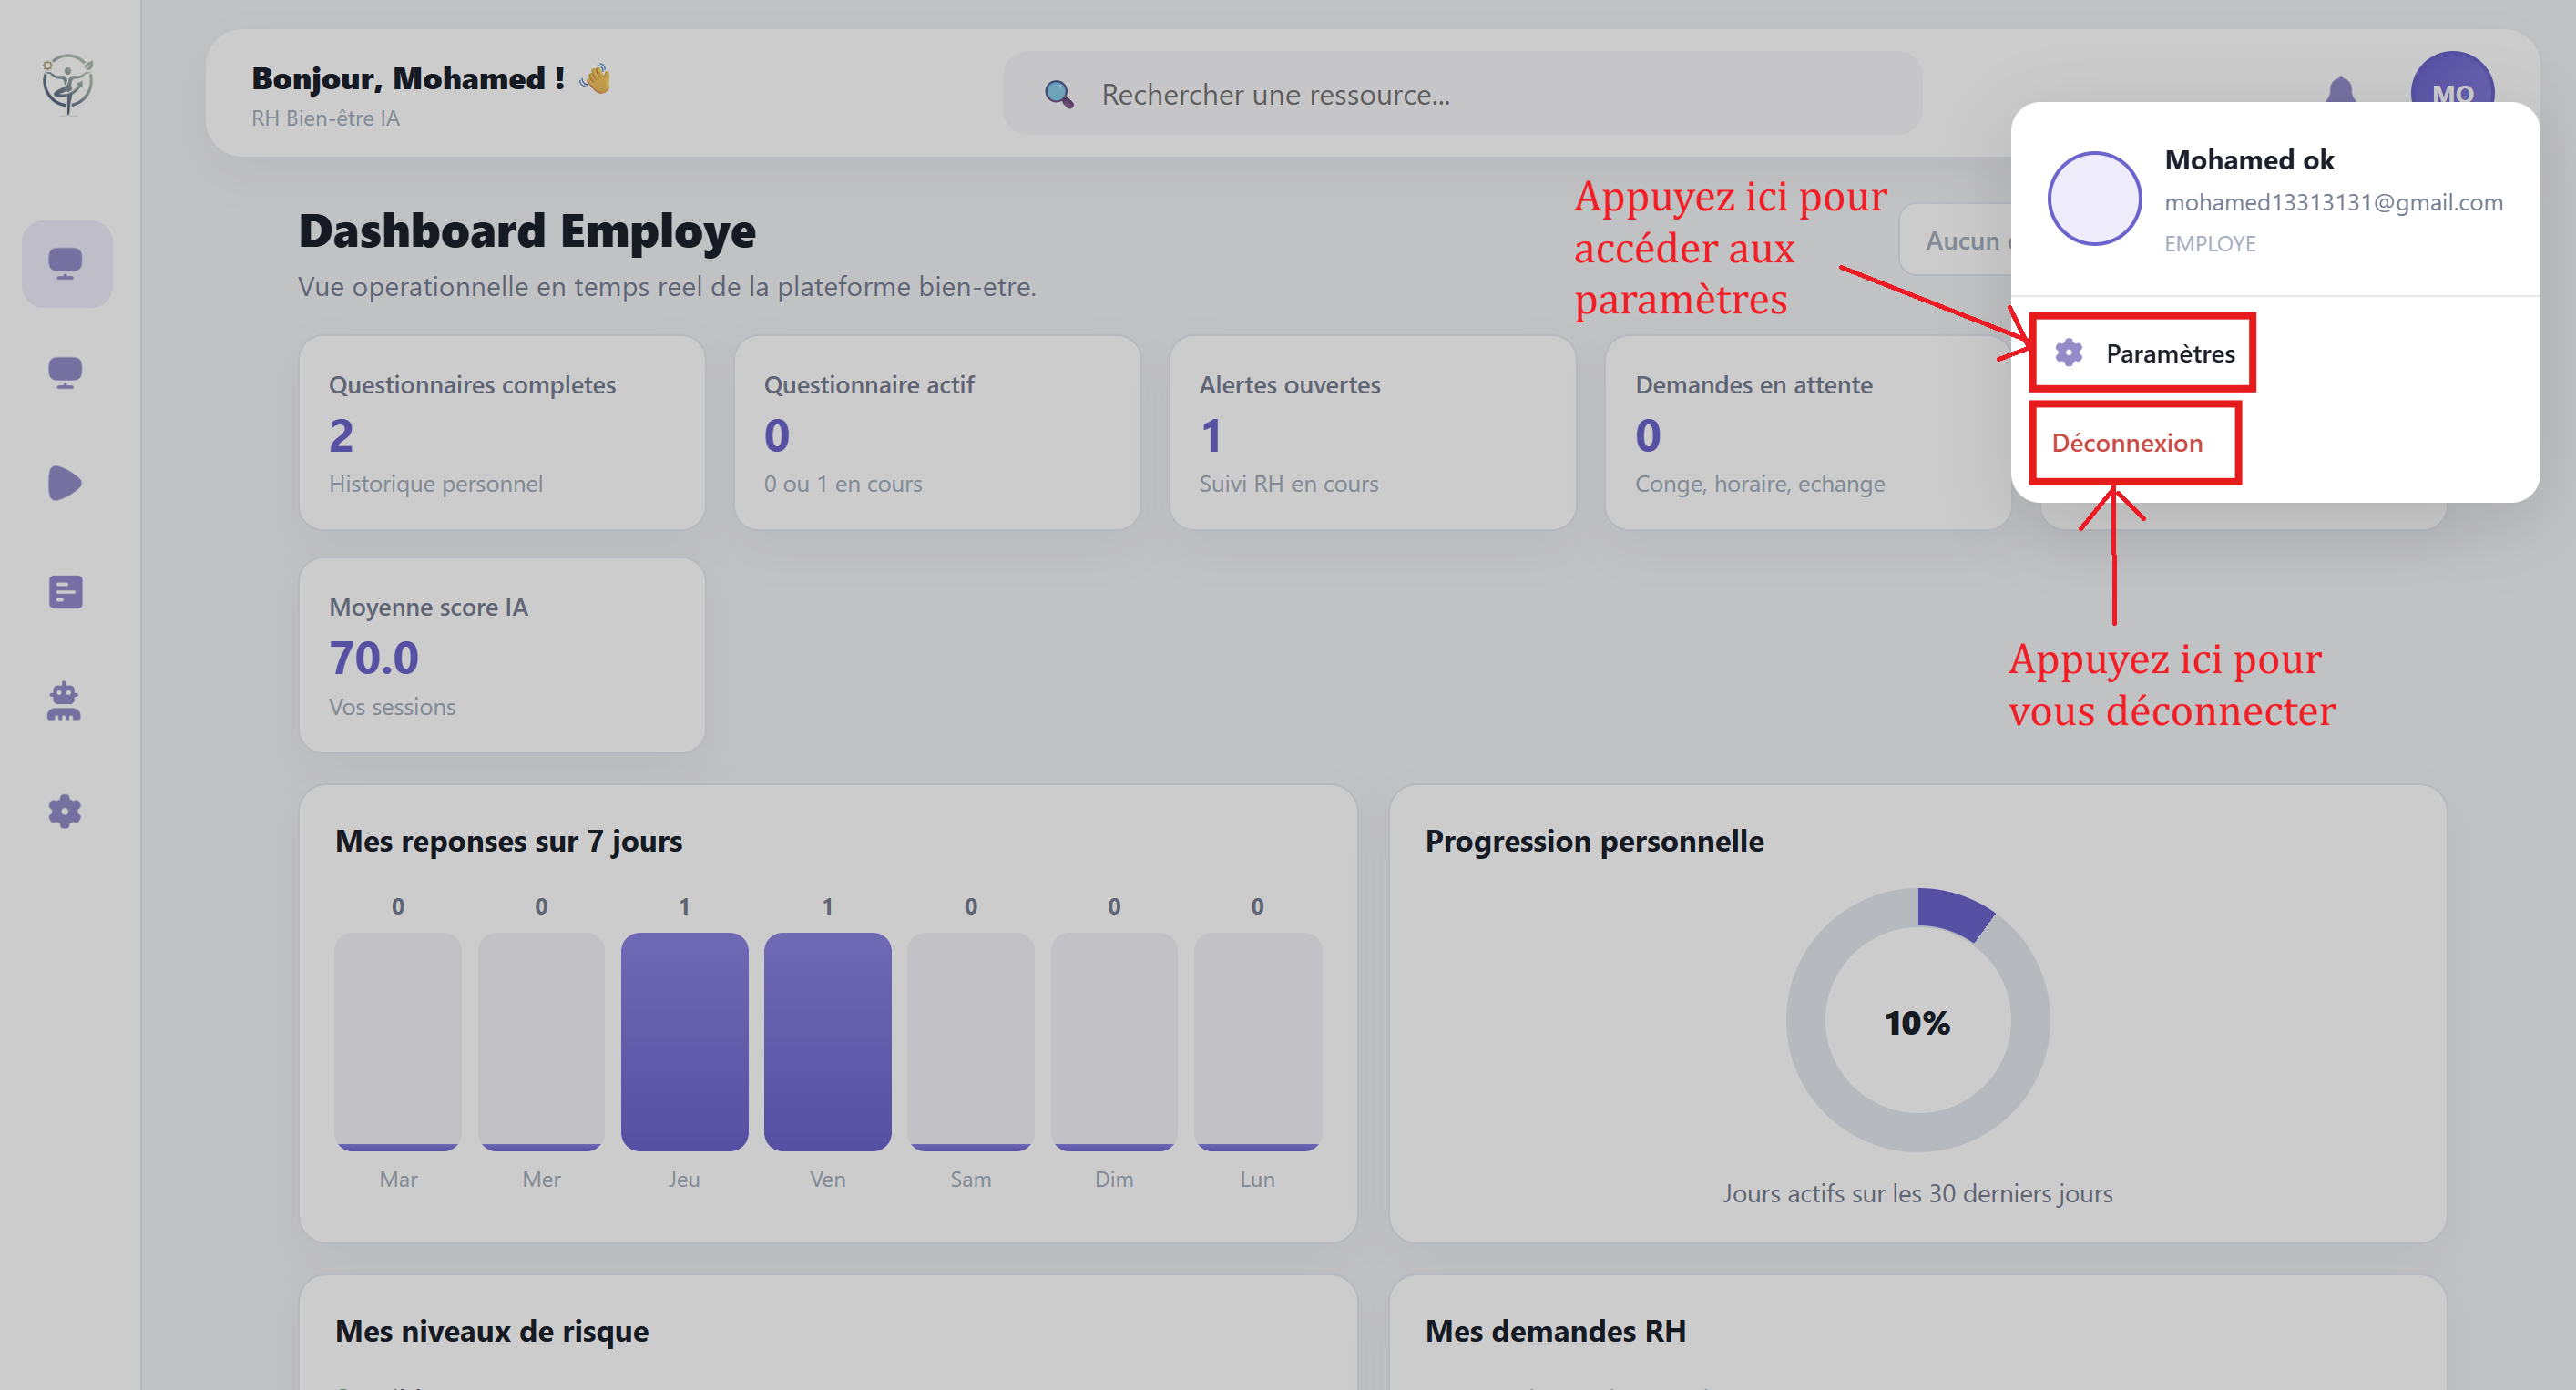 Bonjour, Mohamed ! 👋
RH Bien-être IA
Rechercher une ressource...
MO
Mohamed ok
mohamed13313131@gmail.com
EMPLOYE
Paramètres
Déconnexion
Appuyez ici pour
accéder aux
paramètres
Appuyez ici pour
vous déconnecter
Dashboard Employe
Vue operationnelle en temps reel de la plateforme bien-etre.
Aucun
Questionnaires completes
2
Historique personnel
Questionnaire actif
0
0 ou 1 en cours
Alertes ouvertes
1
Suivi RH en cours
Demandes en attente
0
Conge, horaire, echange
Moyenne score IA
70.0
Vos sessions
Mes reponses sur 7 jours
0 0 1 1 0 0 0
Mar Mer Jeu Ven Sam Dim Lun
Progression personnelle
10%
Jours actifs sur les 30 derniers jours
Mes niveaux de risque
Mes demandes RH